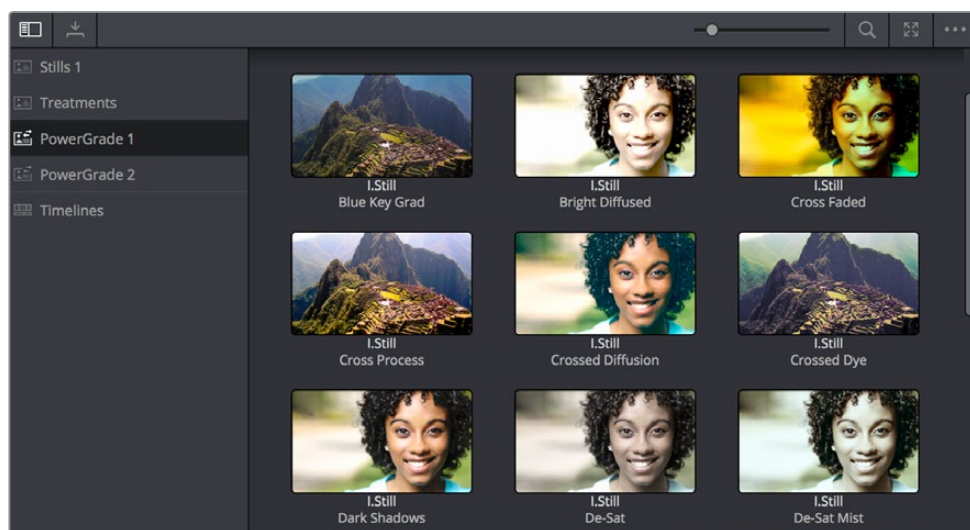 Stills 1
Treatments
PowerGrade 1
PowerGrade 2
Timelines
I.Still
Blue Key Grad
I.Still
Bright Diffused
I.Still
Cross Faded
I.Still
Cross Process
I.Still
Crossed Diffusion
I.Still
Crossed Dye
I.Still
Dark Shadows
I.Still
De-Sat
I.Still
De-Sat Mist